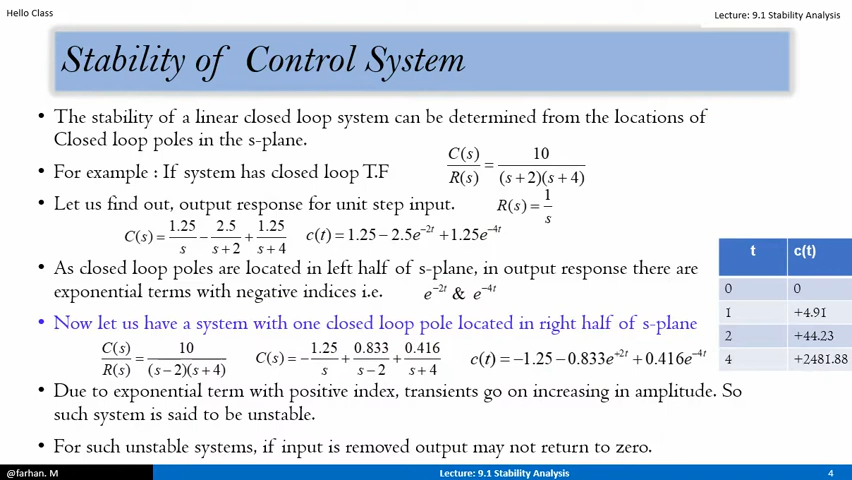 Hello Class
Lecture: 9.1 Stability Analysis
Stability of Control System
• The stability of a linear closed loop system can be determined from the locations of
Closed loop poles in the s-plane.
• For example : If system has closed loop T.F C(s)/R(s) = 10/((s+2)(s+4))
• Let us find out, output response for unit step input. R(s) = 1/s
C(s) = 1.25/s − 2.5/(s+2) + 1.25/(s+4) c(t) = 1.25 − 2.5e^{−2t} + 1.25e^{−4t}
• As closed loop poles are located in left half of s-plane, in output response there are
exponential terms with negative indices i.e. e^{−2t} & e^{−4t}
• Now let us have a system with one closed loop pole located in right half of s-plane
C(s)/R(s) = 10/((s−2)(s+4)) C(s) = −1.25/s + 0.833/(s−2) + 0.416/(s+4) c(t) = −1.25 − 0.833e^{+2t} + 0.416e^{−4t}
t c(t)
0 0
1 +4.91
2 +44.23
4 +2481.88
• Due to exponential term with positive index, transients go on increasing in amplitude. So
such system is said to be unstable.
• For such unstable systems, if input is removed output may not return to zero.
@farhan. M
Lecture: 9.1 Stability Analysis
4